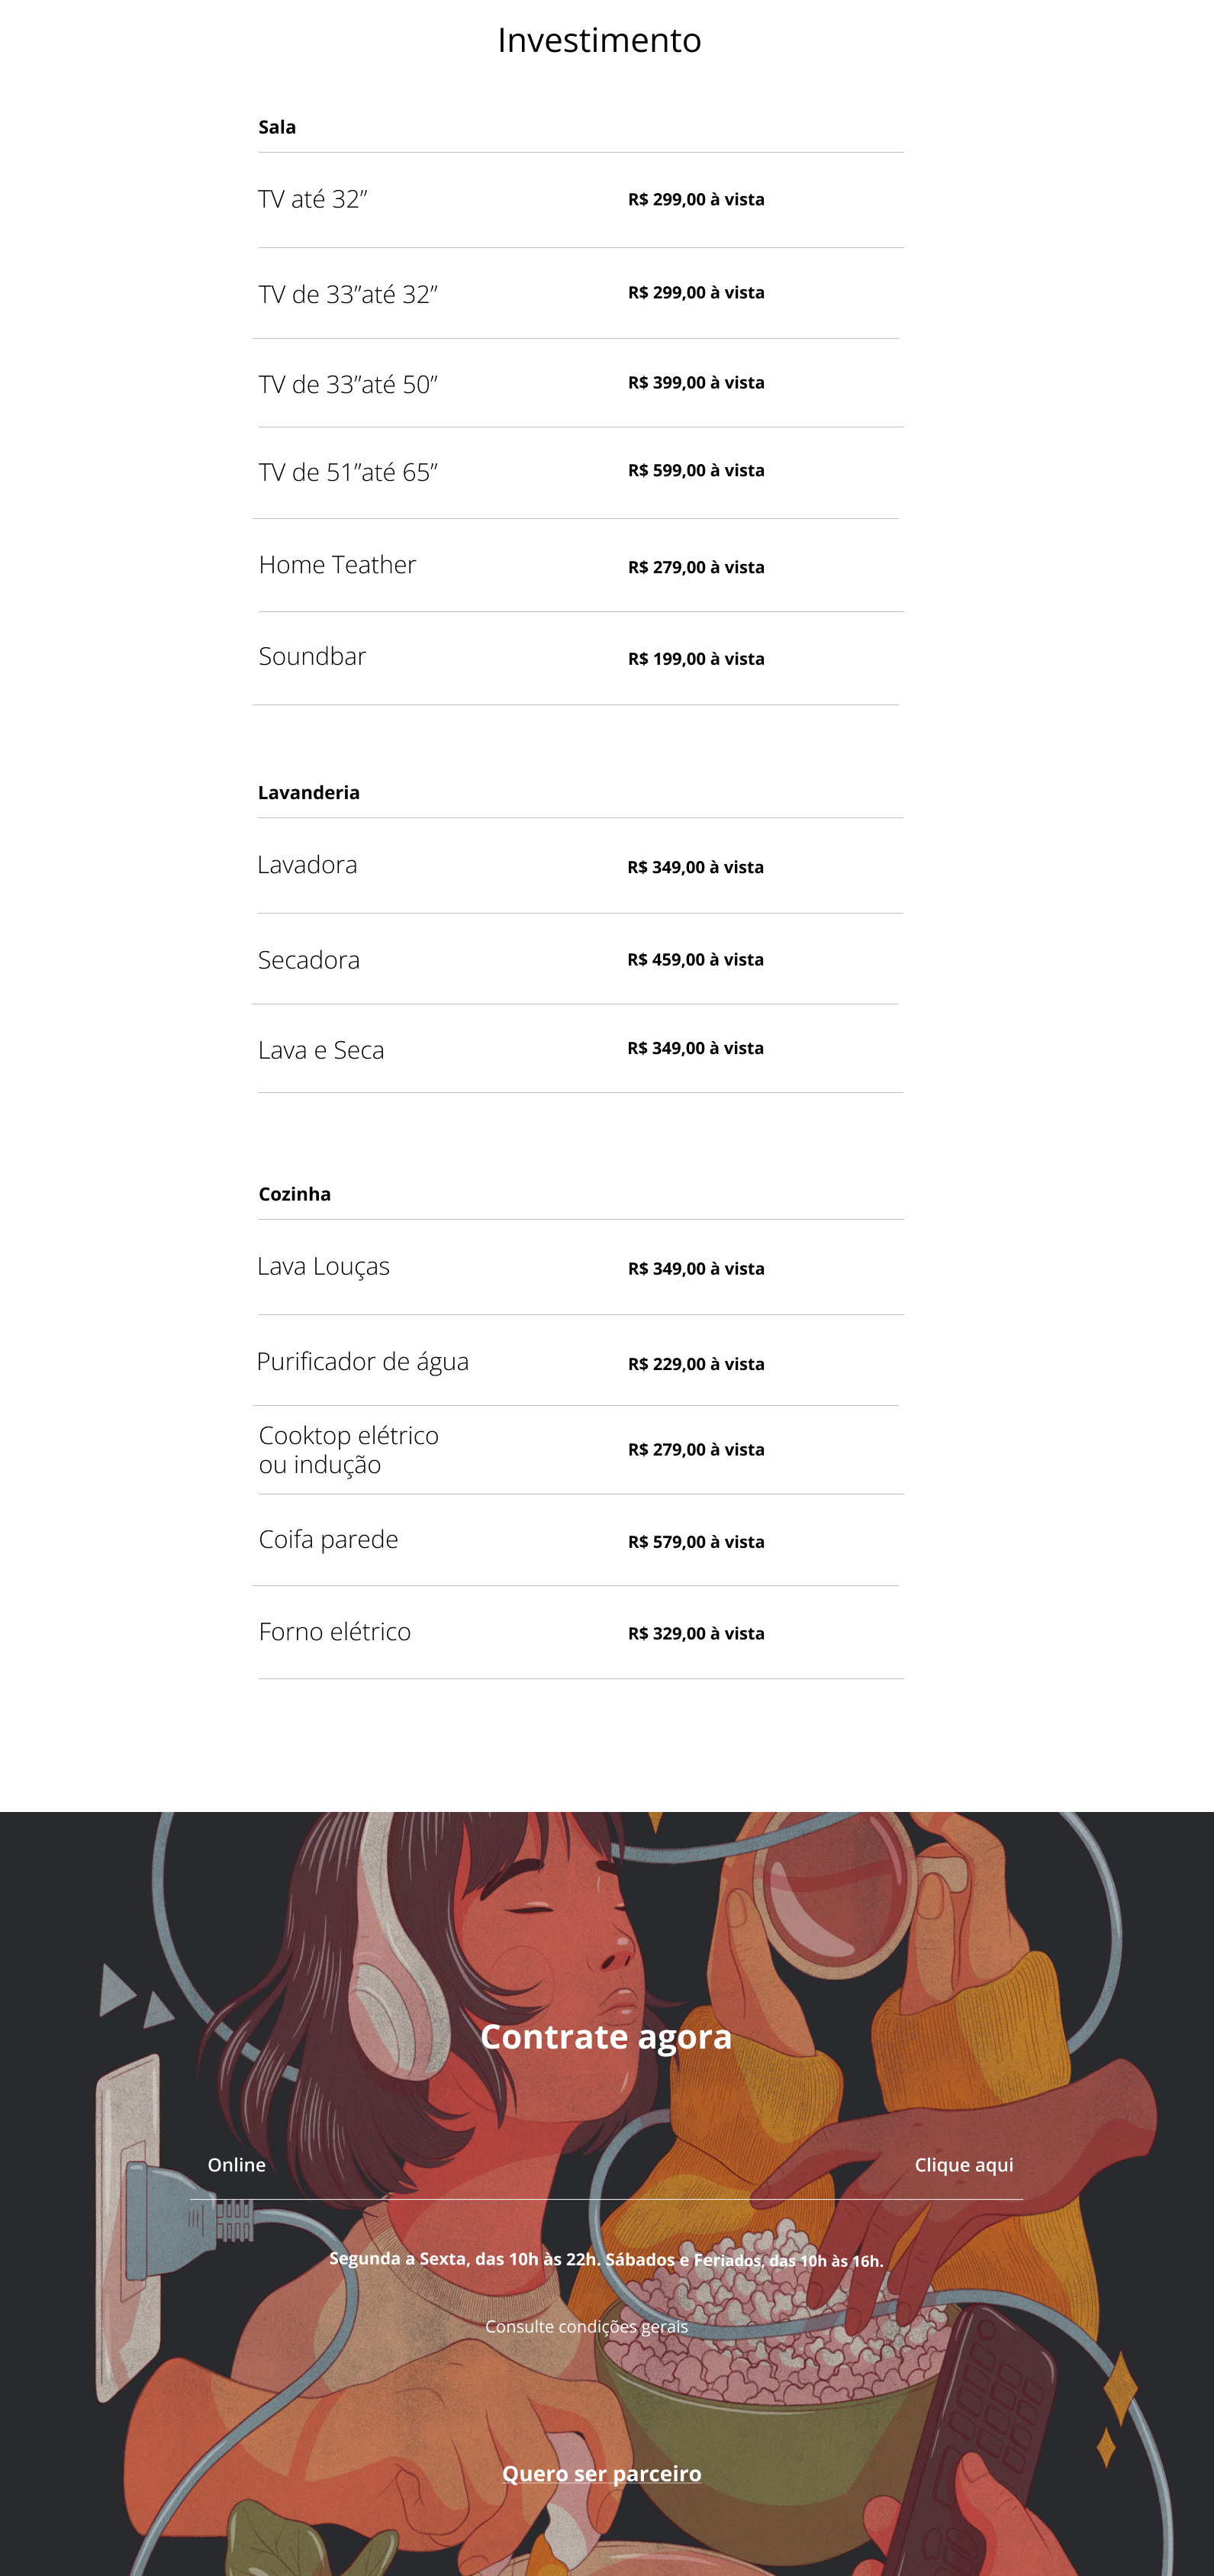 Investimento
Sala
TV até 32” R$ 299,00 à vista
TV de 33”até 32” R$ 299,00 à vista
TV de 33”até 50” R$ 399,00 à vista
TV de 51”até 65” R$ 599,00 à vista
Home Teather R$ 279,00 à vista
Soundbar R$ 199,00 à vista
Lavanderia
Lavadora R$ 349,00 à vista
Secadora R$ 459,00 à vista
Lava e Seca R$ 349,00 à vista
Cozinha
Lava Louças R$ 349,00 à vista
Purificador de água R$ 229,00 à vista
Cooktop elétrico
ou indução R$ 279,00 à vista
Coifa parede R$ 579,00 à vista
Forno elétrico R$ 329,00 à vista
Contrate agora
Online Clique aqui
Segunda a Sexta, das 10h às 22h. Sábados e Feriados, das 10h às 16h.
Consulte condições gerais
Quero ser parceiro